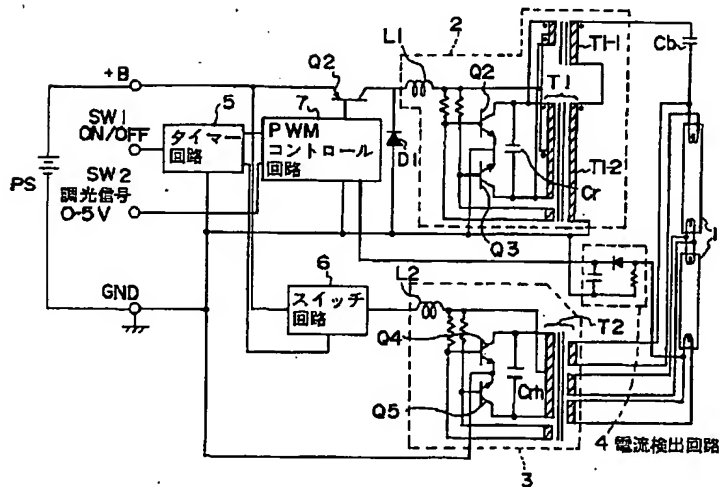 L1
2
T1-1
Cb
+B
Q2
T1
Q2
5
7
SW1
ON/OFF
タイマー
回路
PWM
コントロール
回路
D1
T1-2
PS
SW2
調光信号
0-5V
Cr
Q3
1
6
L2
GND
スイッチ
回路
T2
Q4
Crh
Q5
4 電流検出回路
3